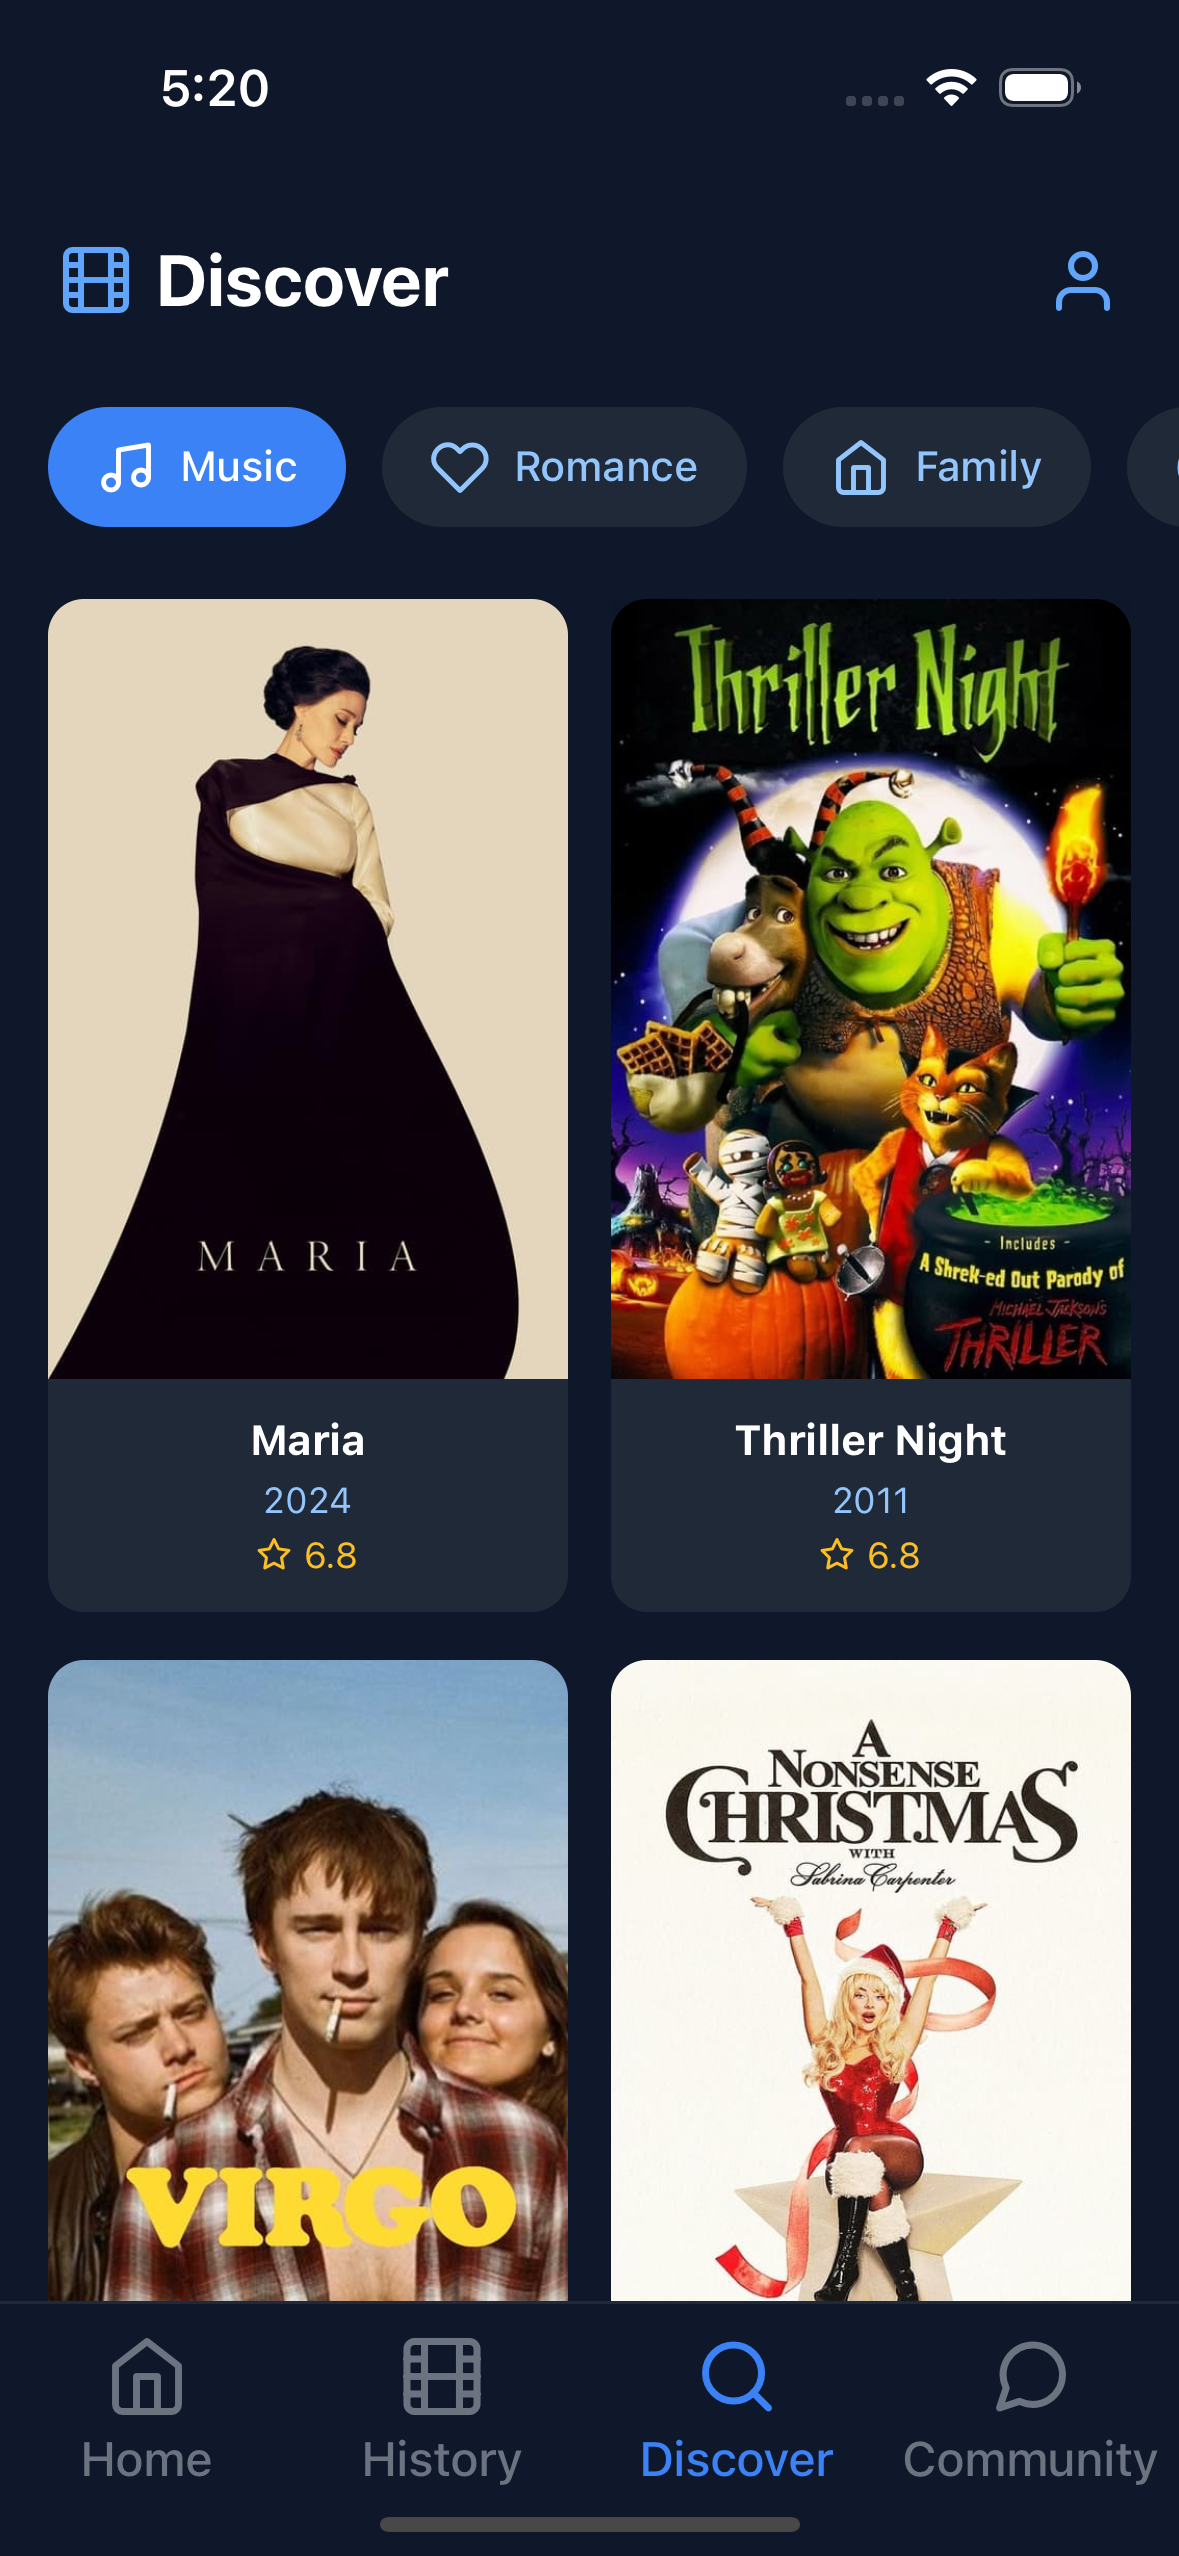 5:20
Discover
Music
Romance
Family
MARIA
Thriller Night
- Includes -
A Shrek-ed Out Parody of
MICHAEL JACKSON'S
THRILLER
Maria
2024
6.8
Thriller Night
2011
6.8
VIRGO
A
NONSENSE
CHRISTMAS
WITH
Sabrina Carpenter
Home
History
Discover
Community